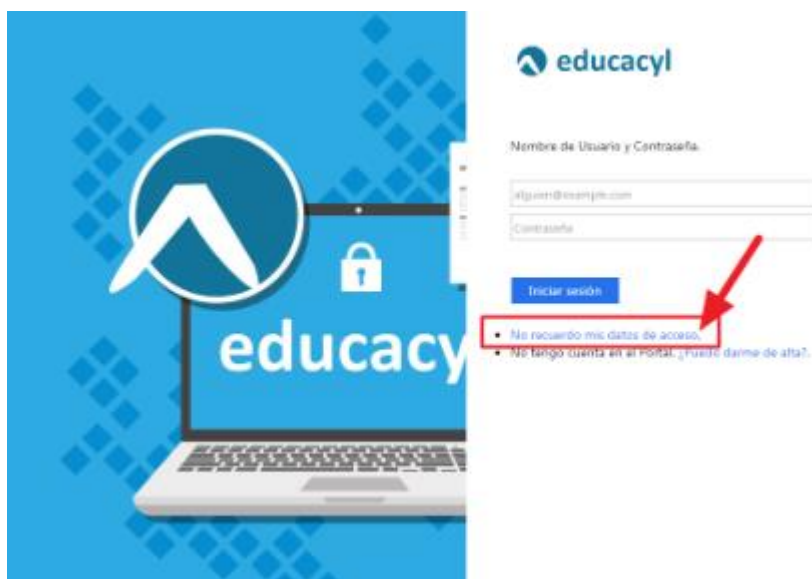 educacyl
Nombre de Usuario y Contraseña.
alguien@example.com
Contraseña
Iniciar sesión
No recuerdo mis datos de acceso.
No tengo cuenta en el Portal. ¿Puedo darme de alta?.
educacy